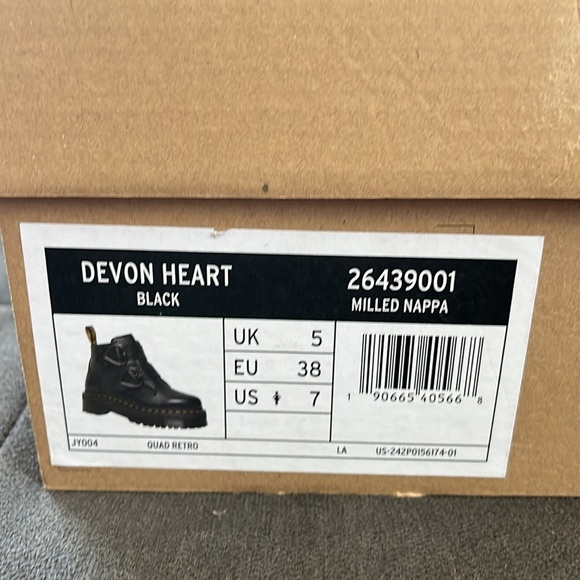 DEVON HEART
BLACK
26439001
MILLED NAPPA
UK 5
EU 38
US 7
1 90665 40566 8
JY004 QUAD RETRO LA US-242P0156174-01